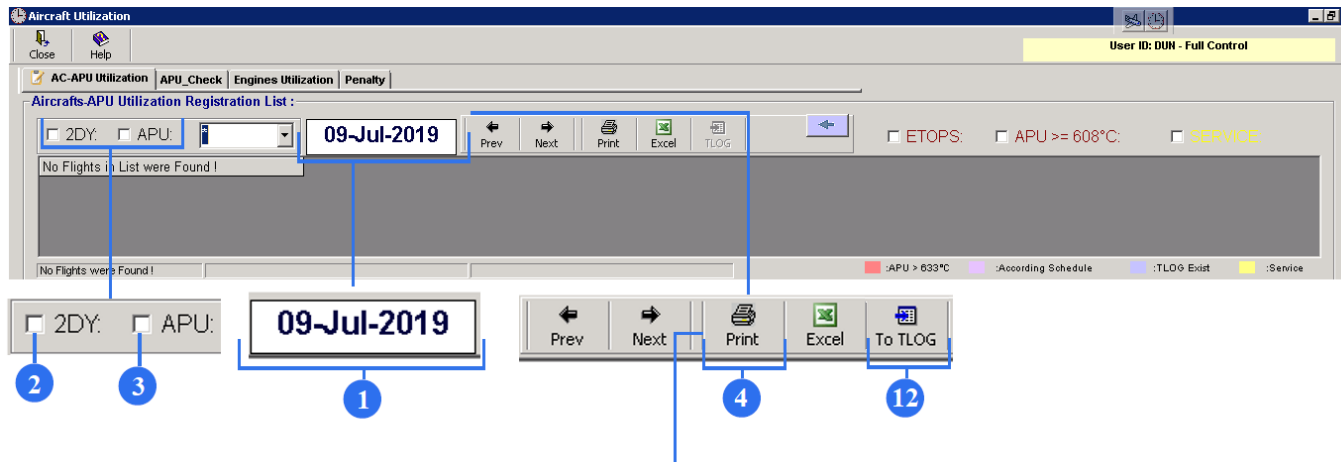 Aircraft Utilization
Close Help
User ID: DUN - Full Control
AC-APU Utilization APU_Check Engines Utilization Penalty
Aircrafts-APU Utilization Registration List :
2DY: APU: * 09-Jul-2019 Prev Next Print Excel TLOG ETOPS: APU >= 608°C: SERVICE:
No Flights in List were Found !
No Flights were Found ! :APU > 633°C :According Schedule :TLOG Exist :Service
2DY: APU: 09-Jul-2019 Prev Next Print Excel To TLOG
2 3 1 4 12